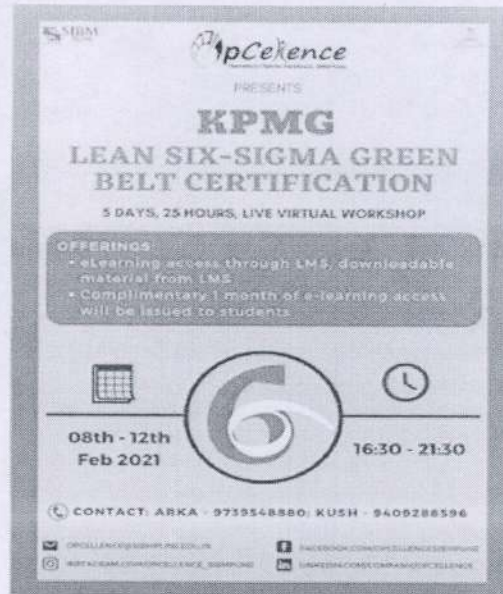 SIBM
OpCellence
PRESENTS
KPMG
LEAN SIX-SIGMA GREEN
BELT CERTIFICATION
5 DAYS, 25 HOURS, LIVE VIRTUAL WORKSHOP
OFFERINGS:
• eLearning access through LMS, downloadable
material from LMS
• Complimentary 1 month of e-learning access
will be issued to students
08th - 12th
Feb 2021
16:30 - 21:30
CONTACT: ARKA - 9739548880; KUSH - 9409288596